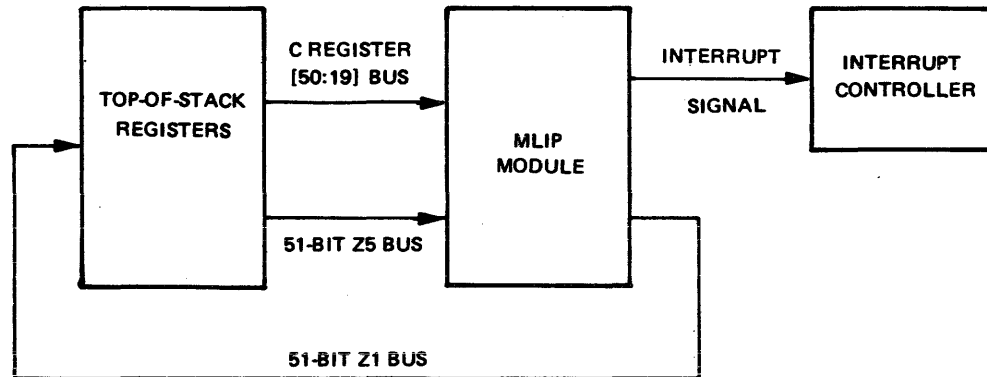 TOP-OF-STACK
REGISTERS
C REGISTER
[50:19] BUS
51-BIT Z5 BUS
MLIP
MODULE
INTERRUPT
SIGNAL
INTERRUPT
CONTROLLER
51-BIT Z1 BUS